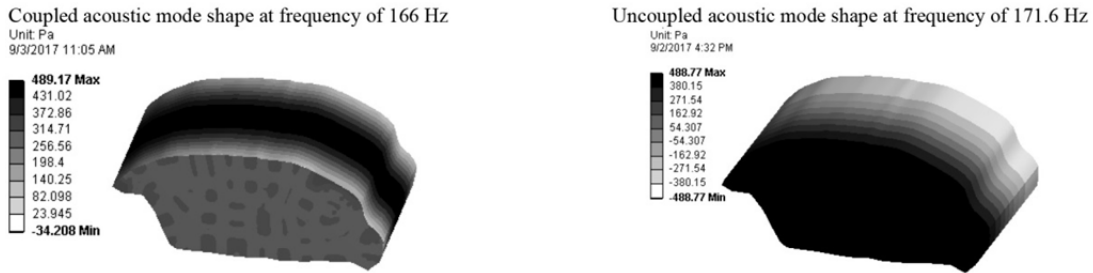 Coupled acoustic mode shape at frequency of 166 Hz
Unit: Pa
9/3/2017 11:05 AM
489.17 Max
431.02
372.86
314.71
256.56
198.4
140.25
82.098
23.945
-34.208 Min
Uncoupled acoustic mode shape at frequency of 171.6 Hz
Unit: Pa
9/2/2017 4:32 PM
488.77 Max
380.15
271.54
162.92
54.307
-54.307
-162.92
-271.54
-380.15
-488.77 Min